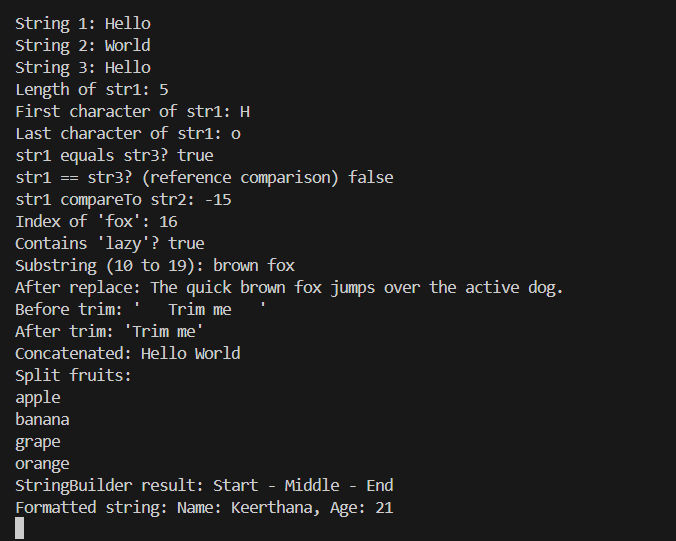 String 1: Hello
String 2: World
String 3: Hello
Length of str1: 5
First character of str1: H
Last character of str1: o
str1 equals str3? true
str1 == str3? (reference comparison) false
str1 compareTo str2: -15
Index of 'fox': 16
Contains 'lazy'? true
Substring (10 to 19): brown fox
After replace: The quick brown fox jumps over the active dog.
Before trim: '   Trim me   '
After trim: 'Trim me'
Concatenated: Hello World
Split fruits:
apple
banana
grape
orange
StringBuilder result: Start - Middle - End
Formatted string: Name: Keerthana, Age: 21